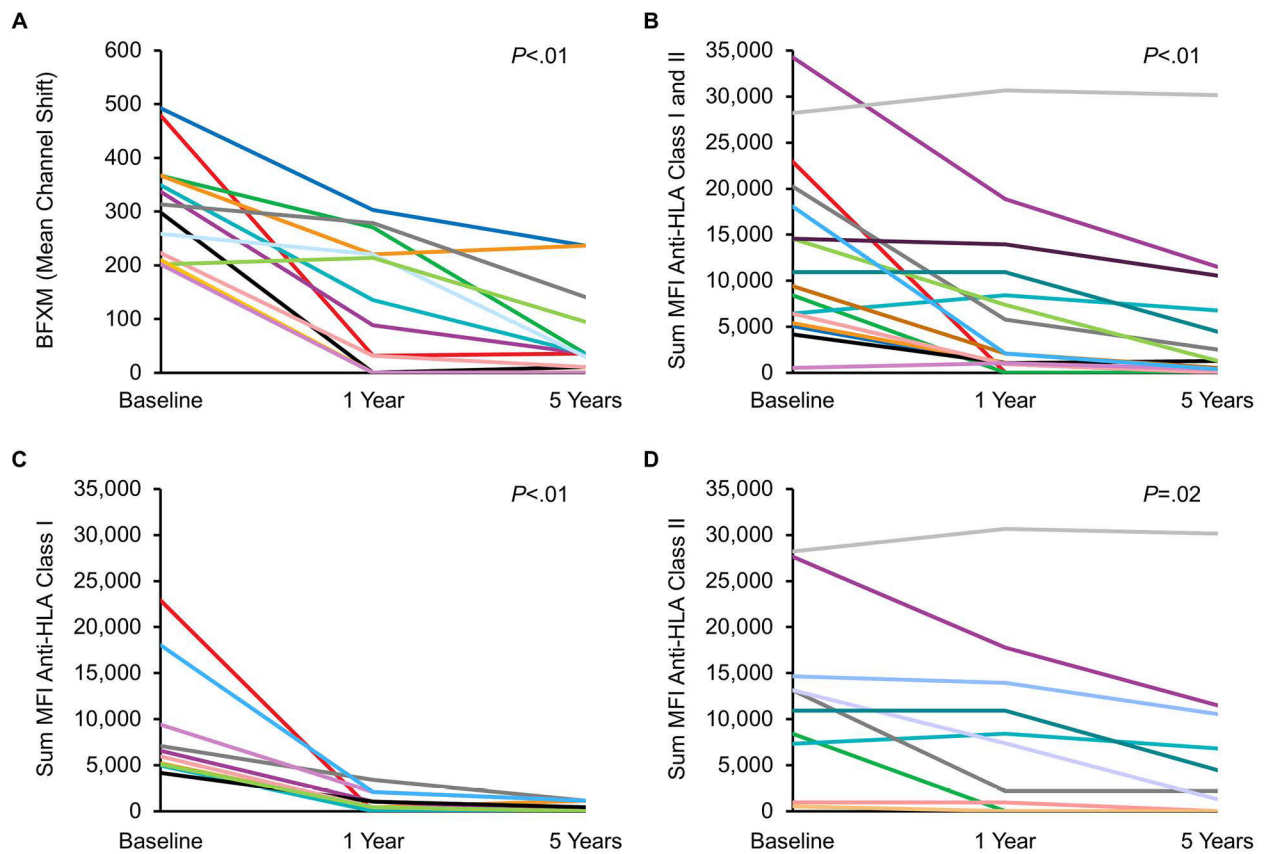 A
BFXM (Mean Channel Shift)
600
500
400
300
200
100
0
P<.01
Baseline
1 Year
5 Years
B
Sum MFI Anti-HLA Class I and II
35,000
30,000
25,000
20,000
15,000
10,000
5,000
0
P<.01
Baseline
1 Year
5 Years
C
Sum MFI Anti-HLA Class I
35,000
30,000
25,000
20,000
15,000
10,000
5,000
0
P<.01
Baseline
1 Year
5 Years
D
Sum MFI Anti-HLA Class II
35,000
30,000
25,000
20,000
15,000
10,000
5,000
0
P=.02
Baseline
1 Year
5 Years